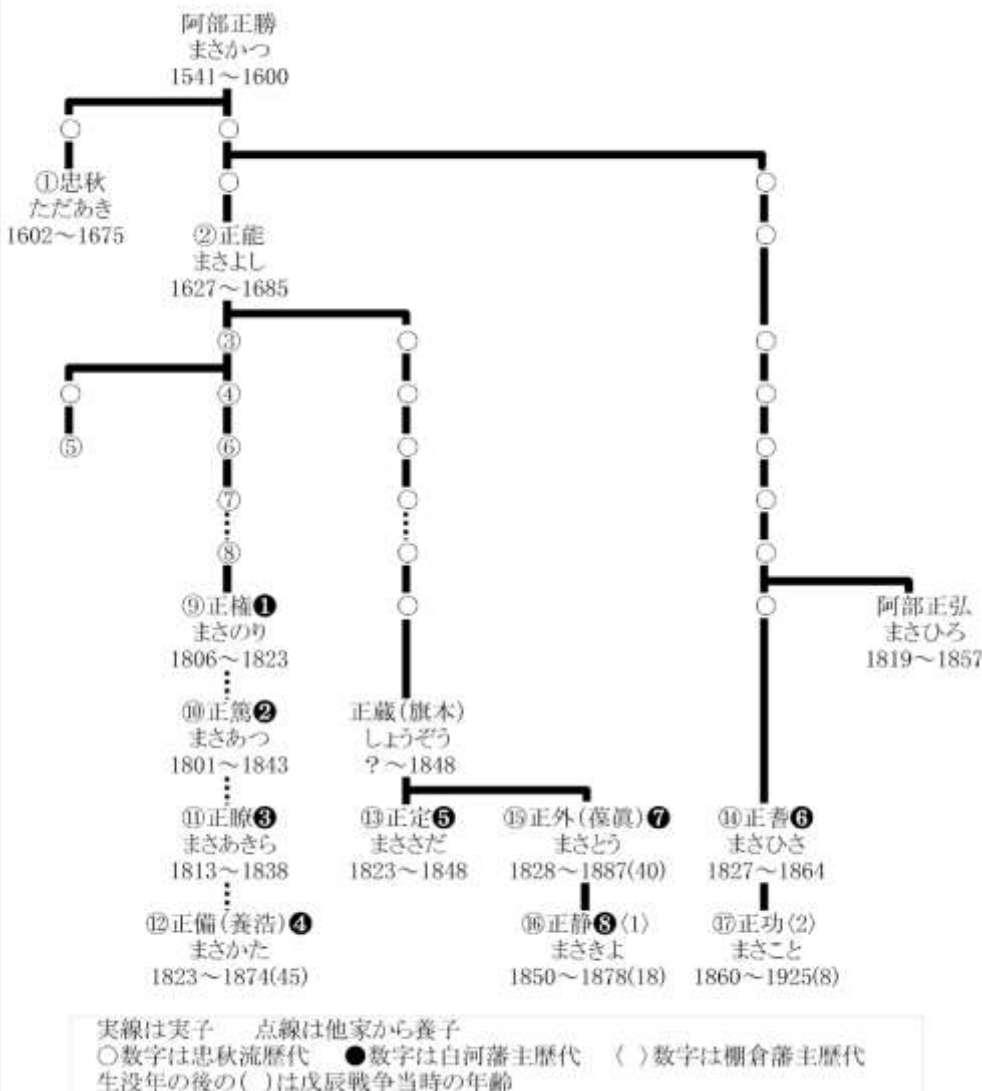 阿部正勝
まさかつ
1541～1600
○
○
①忠秋
ただあき
1602～1675
○
○
○
②正能
まさよし
1627～1685
③
○
○
○
④
○
○
⑤
⑥
○
○
⑦
○
○
⑧
○
○
⑨正権❶
まさのり
1806～1823
○
○
阿部正弘
まさひろ
1819～1857
⑩正篤❷
まさあつ
1801～1843
正蔵(旗本)
しょうぞう
？～1848
⑪正瞭❸
まさあきら
1813～1838
⑬正定❺
まささだ
1823～1848
⑮正外(葆眞)❼
まさとう
1828～1887(40)
⑭正耆❻
まさひさ
1827～1864
⑫正備(養浩)❹
まさかた
1823～1874(45)
⑯正静❽〈1〉
まさきよ
1850～1878(18)
⑰正功〈2〉
まさこと
1860～1925(8)
実線は実子　点線は他家から養子
○数字は忠秋流歴代　●数字は白河藩主歴代　〈 〉数字は棚倉藩主歴代
生没年の後の( )は戊辰戦争当時の年齢